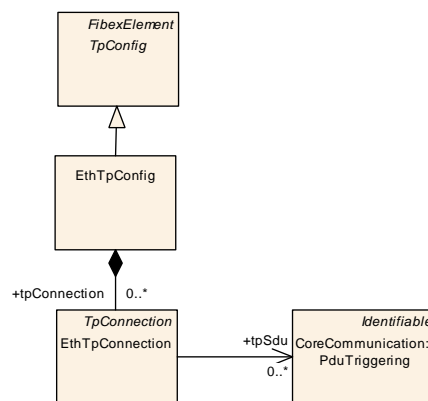 FibexElement
TpConfig
EthTpConfig
+tpConnection 0..*
TpConnection
EthTpConnection
+tpSdu
0..*
Identifiable
CoreCommunication:
PduTriggering